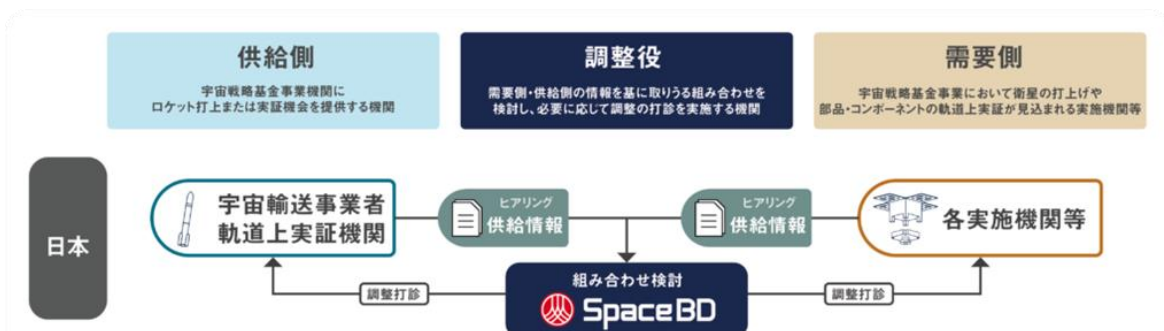 供給側
宇宙戦略基金事業機関に
ロケット打上または実証機会を提供する機関
調整役
需要側・供給側の情報を基に取りうる組み合わせを
検討し、必要に応じて調整の打診を実施する機関
需要側
宇宙戦略基金事業において衛星の打上げや
部品・コンポーネントの軌道上実証が見込まれる実施機関等
日本
宇宙輸送事業者
軌道上実証機関
ヒアリング
供給情報
ヒアリング
供給情報
各実施機関等
調整打診
組み合わせ検討
SpaceBD
調整打診